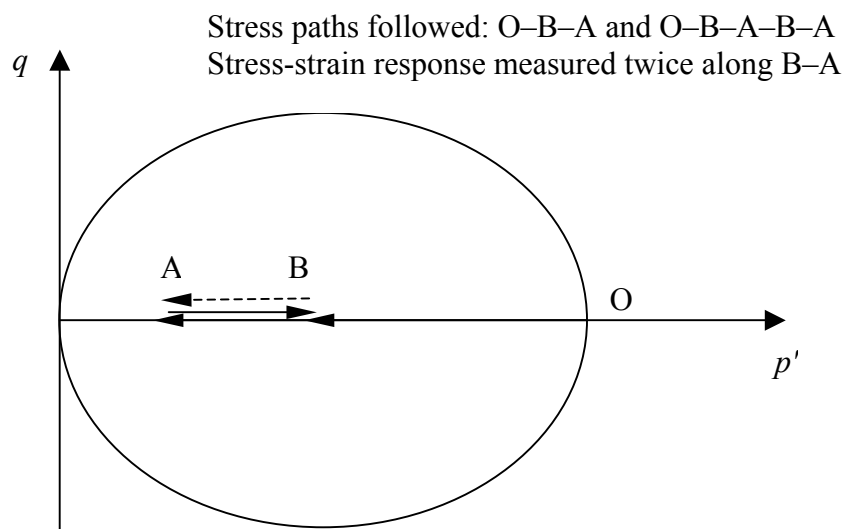 Stress paths followed: O–B–A and O–B–A–B–A
q
Stress-strain response measured twice along B–A
A
B
O
p'